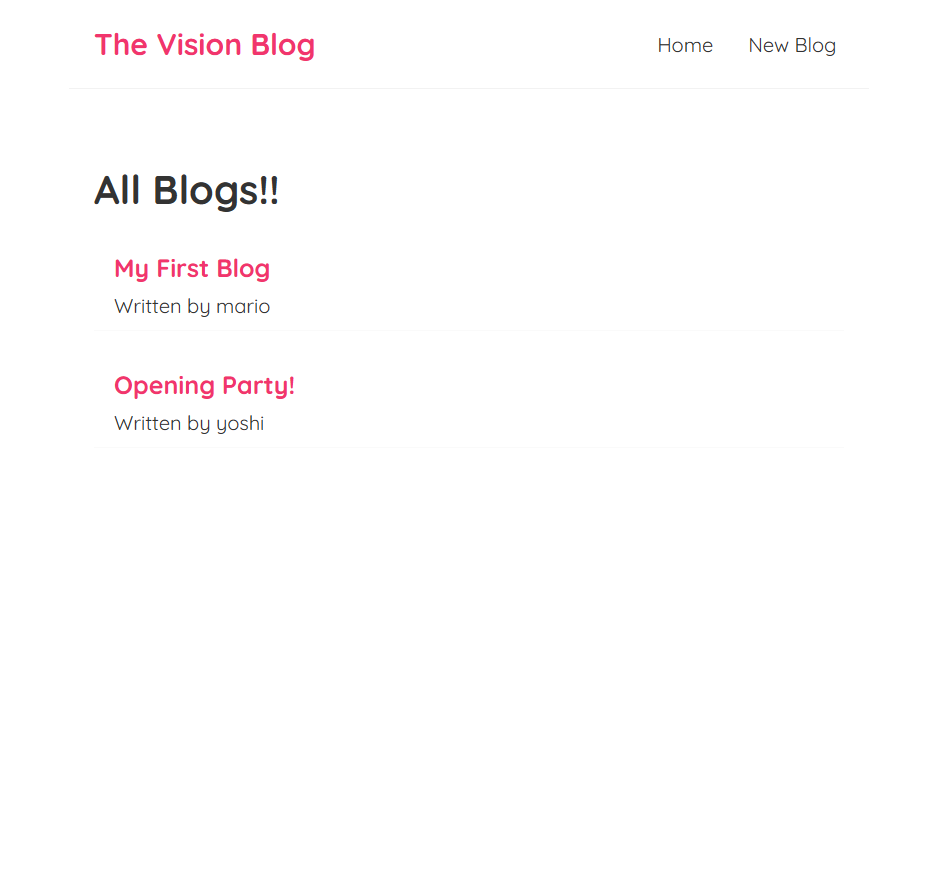 The Vision Blog
Home New Blog
All Blogs!!
My First Blog
Written by mario
Opening Party!
Written by yoshi